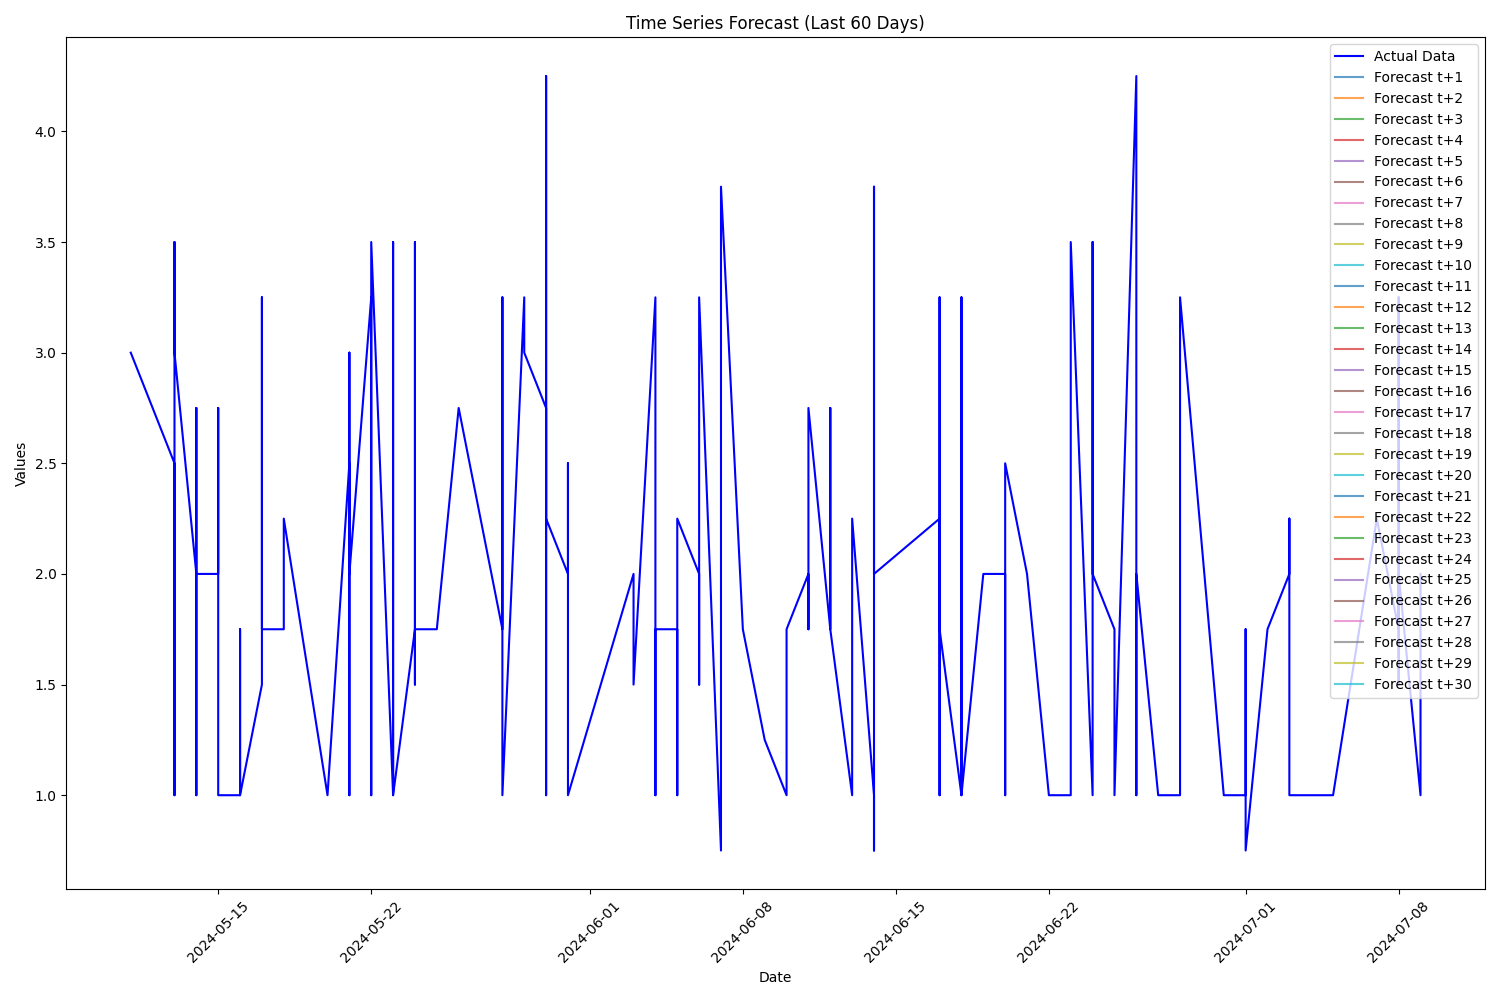 Time Series Forecast (Last 60 Days)
Actual Data
Forecast t+1
Forecast t+2
Forecast t+3
Forecast t+4
Forecast t+5
Forecast t+6
Forecast t+7
Forecast t+8
Forecast t+9
Forecast t+10
Forecast t+11
Forecast t+12
Forecast t+13
Forecast t+14
Forecast t+15
Forecast t+16
Forecast t+17
Forecast t+18
Forecast t+19
Forecast t+20
Forecast t+21
Forecast t+22
Forecast t+23
Forecast t+24
Forecast t+25
Forecast t+26
Forecast t+27
Forecast t+28
Forecast t+29
Forecast t+30
Values
4.0
3.5
3.0
2.5
2.0
1.5
1.0
2024-05-15
2024-05-22
2024-06-01
2024-06-08
2024-06-15
2024-06-22
2024-07-01
2024-07-08
Date